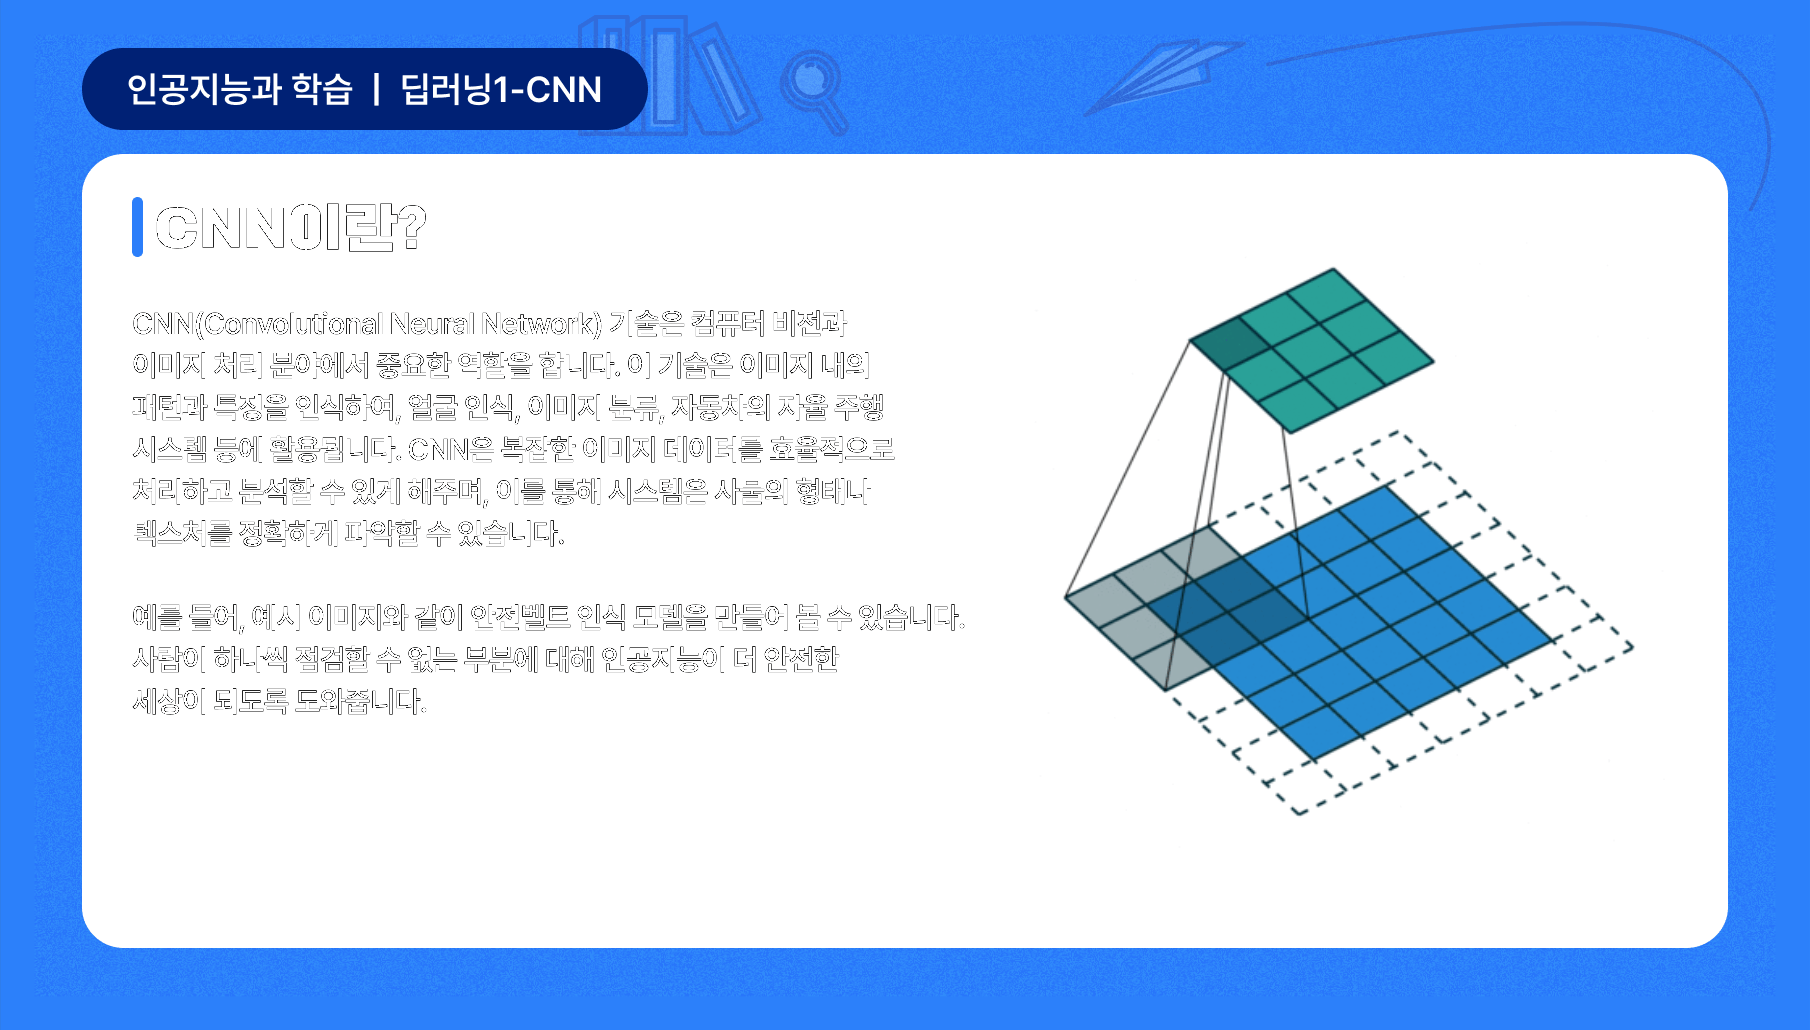 인공지능과 학습 | 딥러닝1-CNN
CNN이란?
CNN(Convolutional Neural Network) 기술은 컴퓨터 비전과
이미지 처리 분야에서 중요한 역할을 합니다. 이 기술은 이미지 내의
패턴과 특징을 인식하여, 얼굴 인식, 이미지 분류, 자동차의 자율 주행
시스템 등에 활용됩니다. CNN은 복잡한 이미지 데이터를 효율적으로
처리하고 분석할 수 있게 해주며, 이를 통해 시스템은 사물의 형태나
텍스처를 정확하게 파악할 수 있습니다.
예를 들어, 예시 이미지와 같이 안전벨트 인식 모델을 만들어 볼 수 있습니다.
사람이 하나씩 점검할 수 없는 부분에 대해 인공지능이 더 안전한
세상이 되도록 도와줍니다.